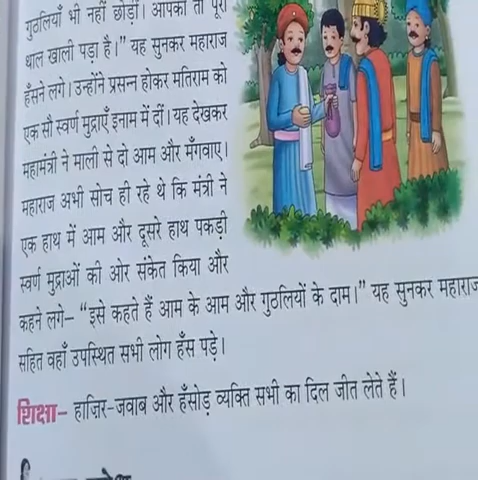 गुठलियाँ भी नहीं छोड़ीं। आपका तो पूरा
थाल खाली पड़ा है।” यह सुनकर महाराज
हँसने लगे। उन्होंने प्रसन्न होकर मतिराम को
एक सौ स्वर्ण मुद्राएँ इनाम में दीं। यह देखकर
महामंत्री ने माली से दो आम और मँगवाए।
महाराज अभी सोच ही रहे थे कि मंत्री ने
एक हाथ में आम और दूसरे हाथ पकड़ी
स्वर्ण मुद्राओं की ओर संकेत किया और
कहने लगे– “इसे कहते हैं आम के आम और गुठलियों के दाम।” यह सुनकर महाराज
सहित वहाँ उपस्थित सभी लोग हँस पड़े।
शिक्षा– हाज़िर-जवाब और हँसोड़ व्यक्ति सभी का दिल जीत लेते हैं।